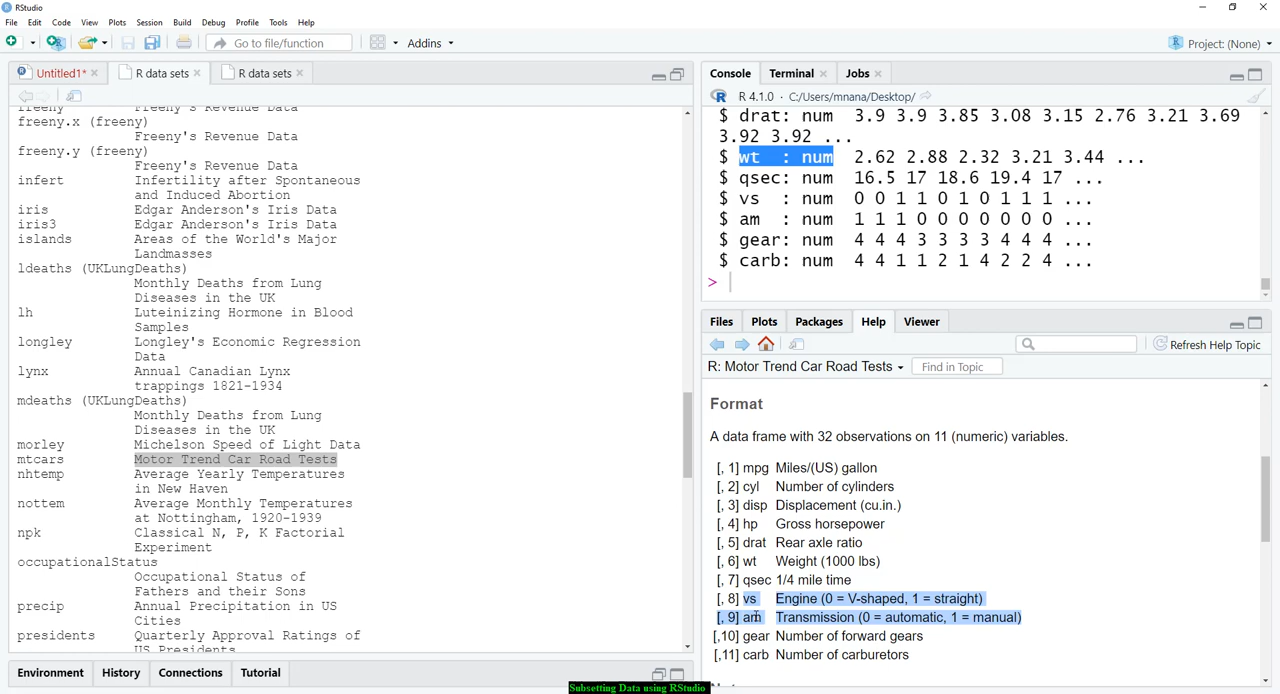 RStudio
File Edit Code View Plots Session Build Debug Profile Tools Help
Go to file/function Addins Project: (None)
Untitled1* R data sets R data sets
freeny Freeny's Revenue Data
freeny.x (freeny)
Freeny's Revenue Data
freeny.y (freeny)
Freeny's Revenue Data
infert Infertility after Spontaneous
and Induced Abortion
iris Edgar Anderson's Iris Data
iris3 Edgar Anderson's Iris Data
islands Areas of the World's Major
Landmasses
ldeaths (UKLungDeaths)
Monthly Deaths from Lung
Diseases in the UK
lh Luteinizing Hormone in Blood
Samples
longley Longley's Economic Regression
Data
lynx Annual Canadian Lynx
trappings 1821-1934
mdeaths (UKLungDeaths)
Monthly Deaths from Lung
Diseases in the UK
morley Michelson Speed of Light Data
mtcars Motor Trend Car Road Tests
nhtemp Average Yearly Temperatures
in New Haven
nottem Average Monthly Temperatures
at Nottingham, 1920-1939
npk Classical N, P, K Factorial
Experiment
occupationalStatus
Occupational Status of
Fathers and their Sons
precip Annual Precipitation in US
Cities
presidents Quarterly Approval Ratings of
US Presidents
Environment History Connections Tutorial
Console Terminal Jobs
R 4.1.0 · C:/Users/mnana/Desktop/
$ drat: num 3.9 3.9 3.85 3.08 3.15 2.76 3.21 3.69
3.92 3.92 ...
$ wt : num 2.62 2.88 2.32 3.21 3.44 ...
$ qsec: num 16.5 17 18.6 19.4 17 ...
$ vs : num 0 0 1 1 0 1 0 1 1 1 ...
$ am : num 1 1 1 0 0 0 0 0 0 0 ...
$ gear: num 4 4 4 3 3 3 3 4 4 4 ...
$ carb: num 4 4 1 1 2 1 4 2 2 4 ...
>
Files Plots Packages Help Viewer
Refresh Help Topic
R: Motor Trend Car Road Tests Find in Topic
Format
A data frame with 32 observations on 11 (numeric) variables.
[, 1] mpg Miles/(US) gallon
[, 2] cyl Number of cylinders
[, 3] disp Displacement (cu.in.)
[, 4] hp Gross horsepower
[, 5] drat Rear axle ratio
[, 6] wt Weight (1000 lbs)
[, 7] qsec 1/4 mile time
[, 8] vs Engine (0 = V-shaped, 1 = straight)
[, 9] am Transmission (0 = automatic, 1 = manual)
[,10] gear Number of forward gears
[,11] carb Number of carburetors
Subsetting Data using RStudio